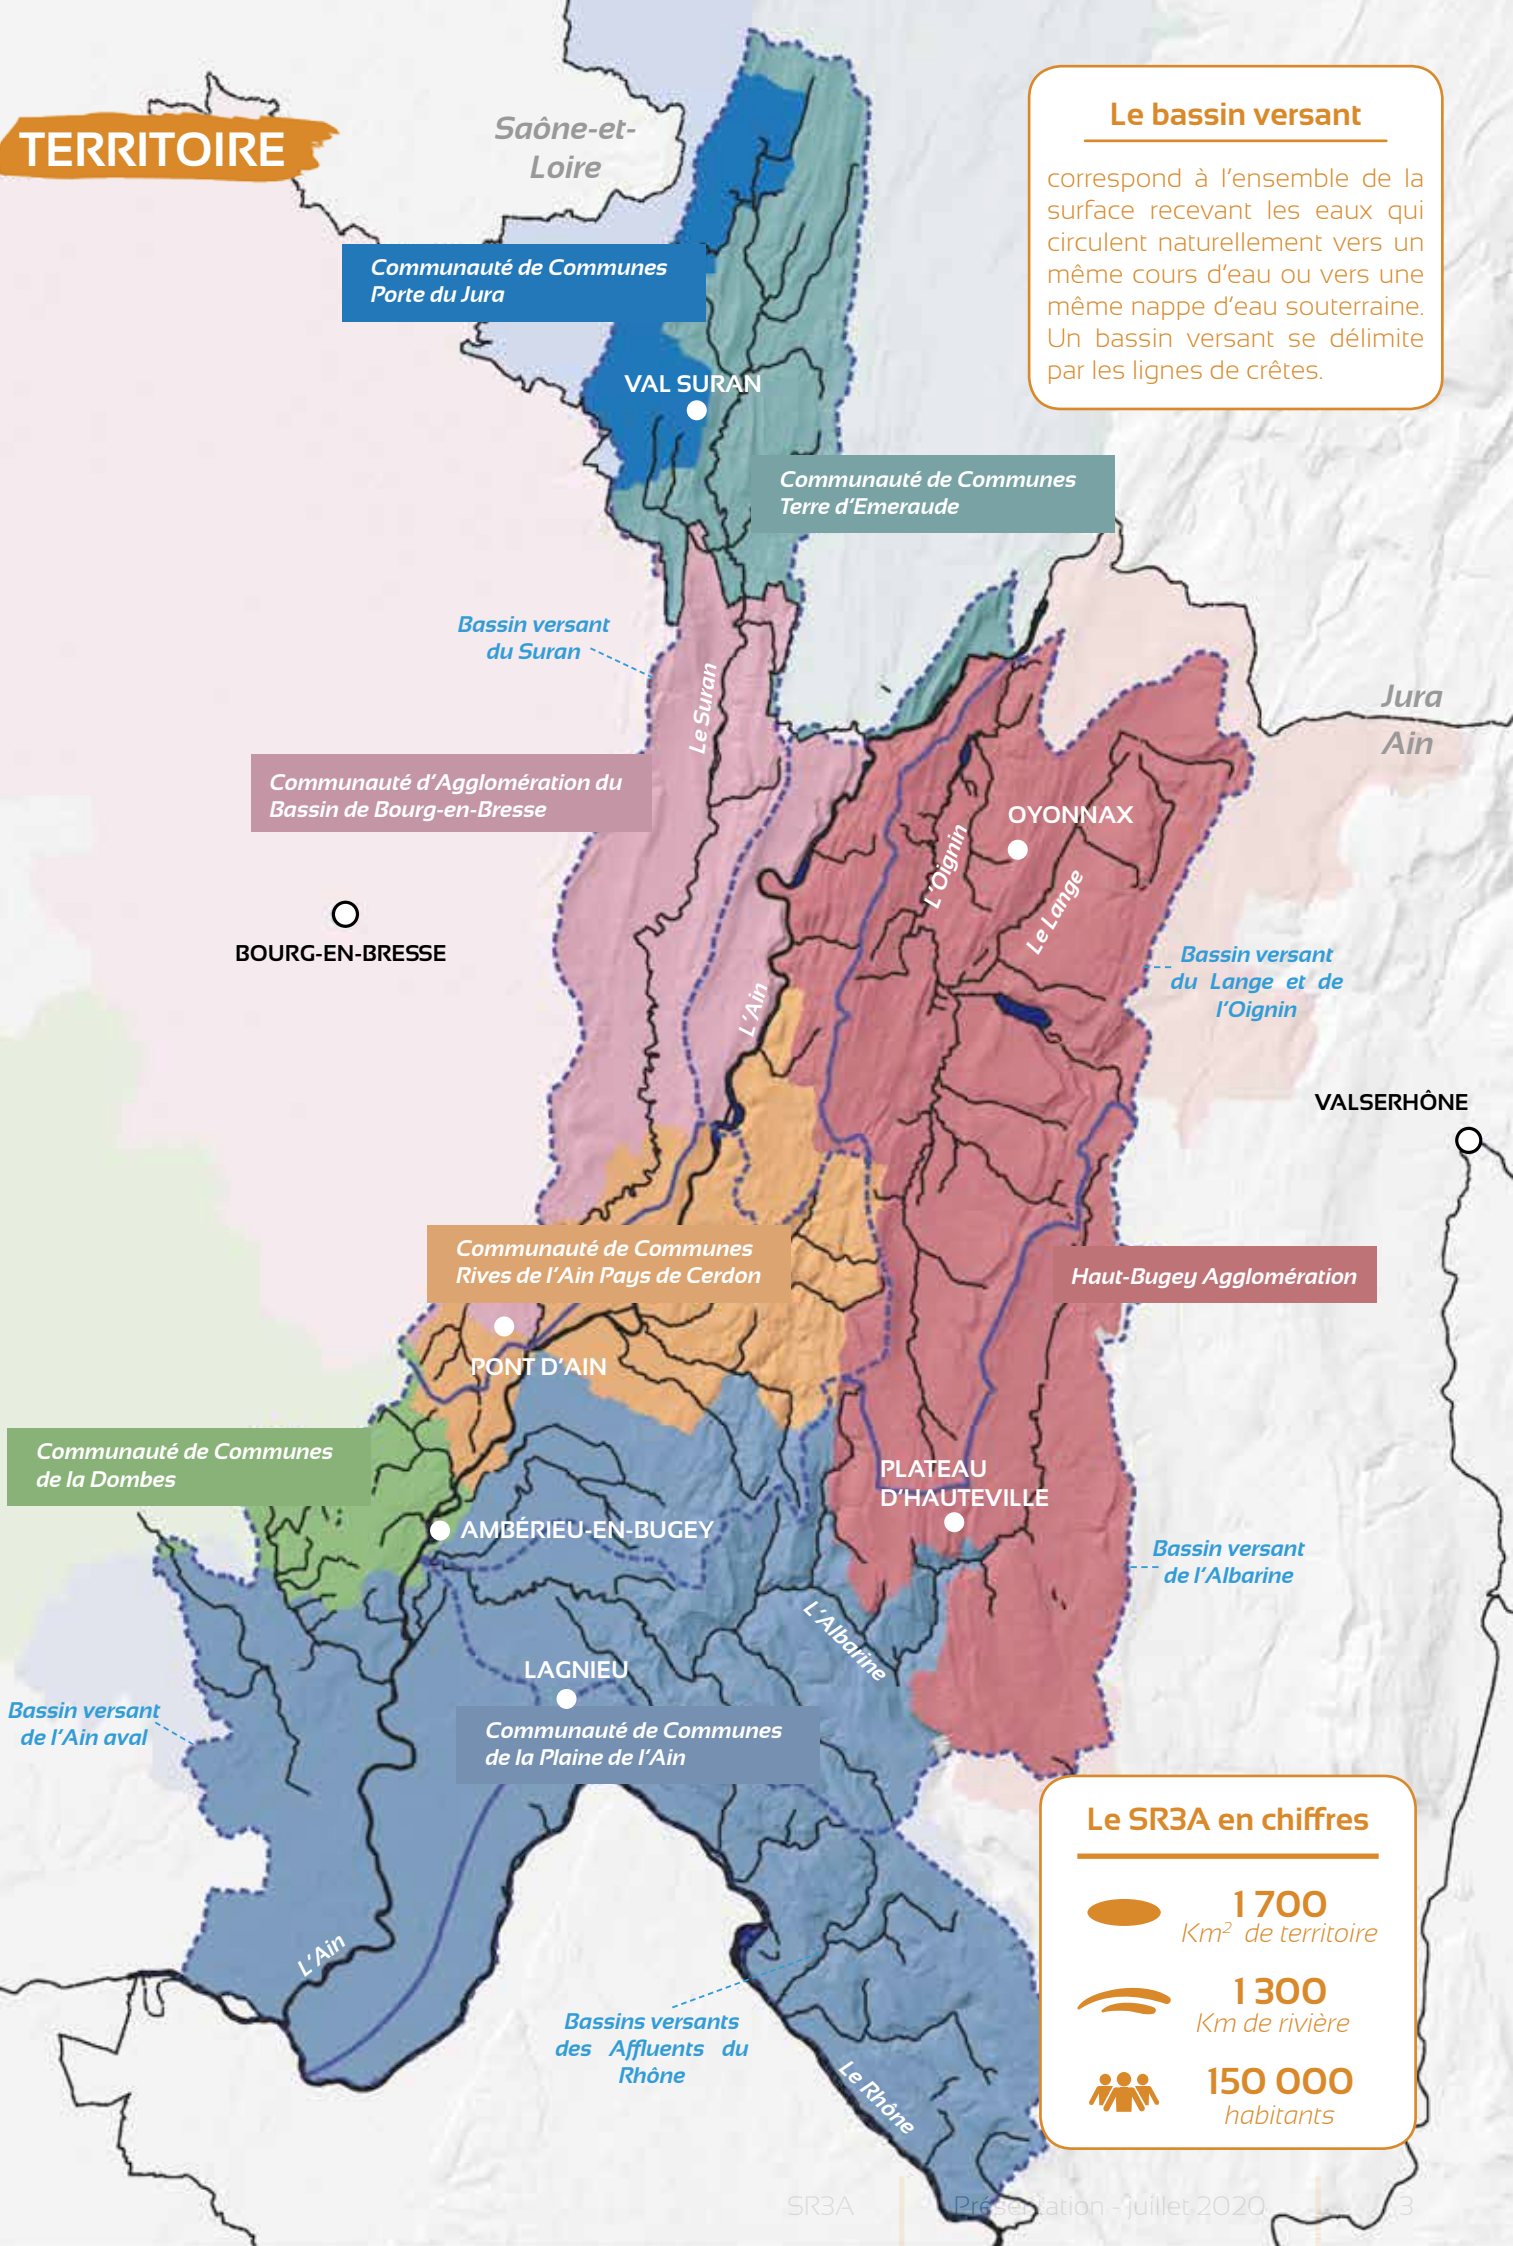 TERRITOIRE
Saône-et-
Loire
Le bassin versant
correspond à l'ensemble de la
surface recevant les eaux qui
circulent naturellement vers un
même cours d'eau ou vers une
même nappe d'eau souterraine.
Un bassin versant se délimite
par les lignes de crêtes.
Communauté de Communes
Porte du Jura
VAL SURAN
Communauté de Communes
Terre d'Emeraude
Bassin versant
du Suran
Le Suran
Jura
Ain
Communauté d'Agglomération du
Bassin de Bourg-en-Bresse
OYONNAX
L'Oignin
Le Lange
BOURG-EN-BRESSE
Bassin versant
du Lange et de
l'Oignin
L'Ain
VALSERHÔNE
Communauté de Communes
Rives de l'Ain Pays de Cerdon
Haut-Bugey Agglomération
PONT D'AIN
Communauté de Communes
de la Dombes
PLATEAU
D'HAUTEVILLE
AMBÉRIEU-EN-BUGEY
Bassin versant
de l'Albarine
L'Albarine
LAGNIEU
Bassin versant
de l'Ain aval
Communauté de Communes
de la Plaine de l'Ain
Le SR3A en chiffres
1 700
Km² de territoire
1 300
Km de rivière
150 000
habitants
L'Ain
Bassins versants
des Affluents du
Rhône
Le Rhône
SR3A
Présentation - juillet 2020
3